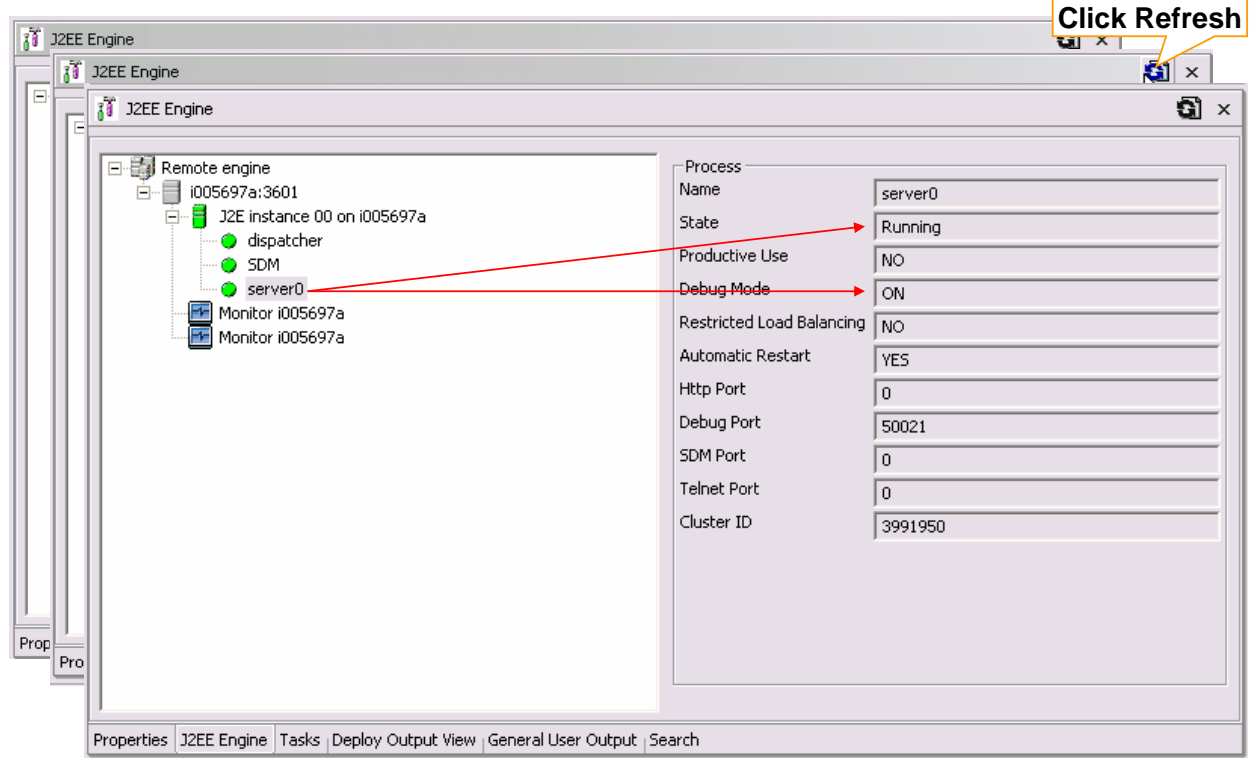 Click Refresh
J2EE Engine
J2EE Engine
J2EE Engine
Remote engine
i005697a:3601
J2E instance 00 on i005697a
dispatcher
SDM
server0
Monitor i005697a
Monitor i005697a
Process
Name server0
State Running
Productive Use NO
Debug Mode ON
Restricted Load Balancing NO
Automatic Restart YES
Http Port 0
Debug Port 50021
SDM Port 0
Telnet Port 0
Cluster ID 3991950
Prop
Pro
Properties J2EE Engine Tasks Deploy Output View General User Output Search